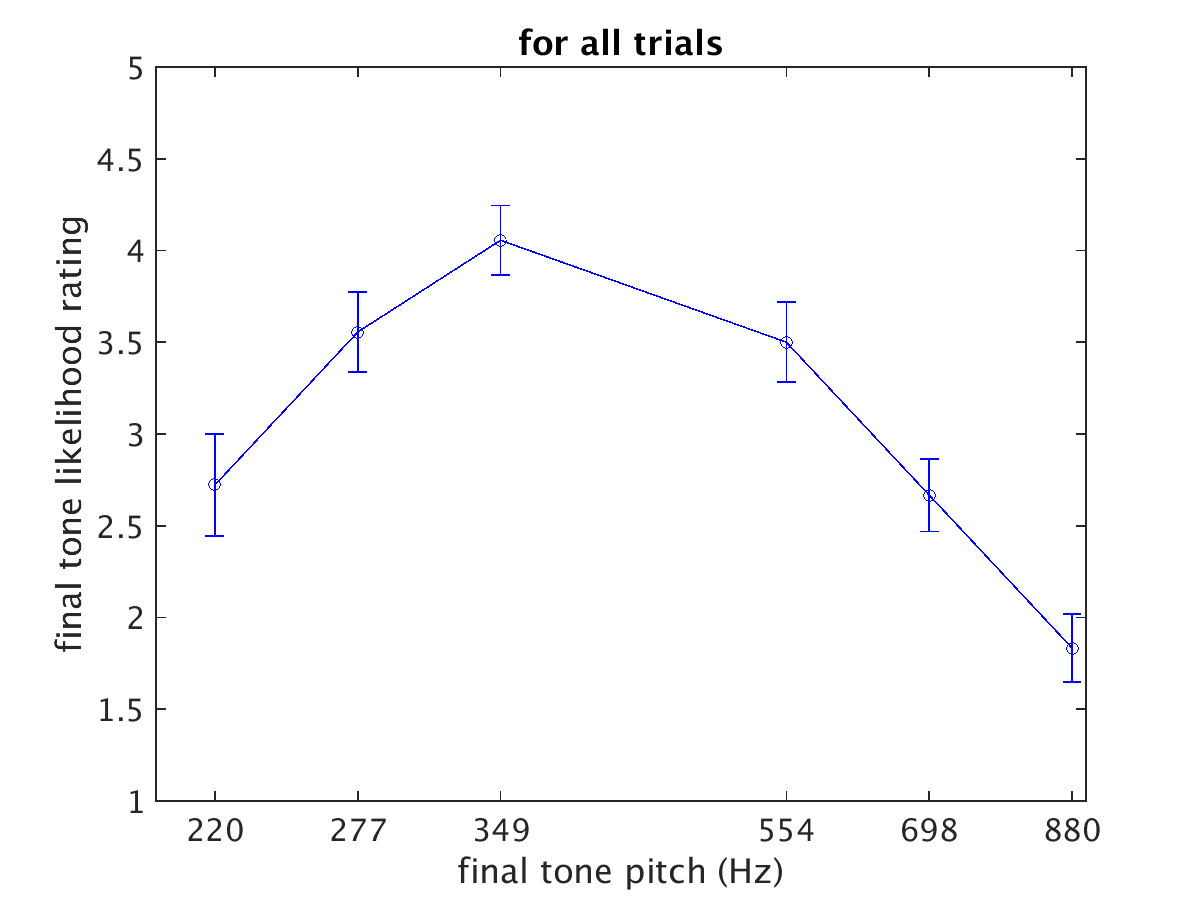 for all trials
5
4.5
4
3.5
3
2.5
2
1.5
1
final tone likelihood rating
220 277 349 554 698 880
final tone pitch (Hz)